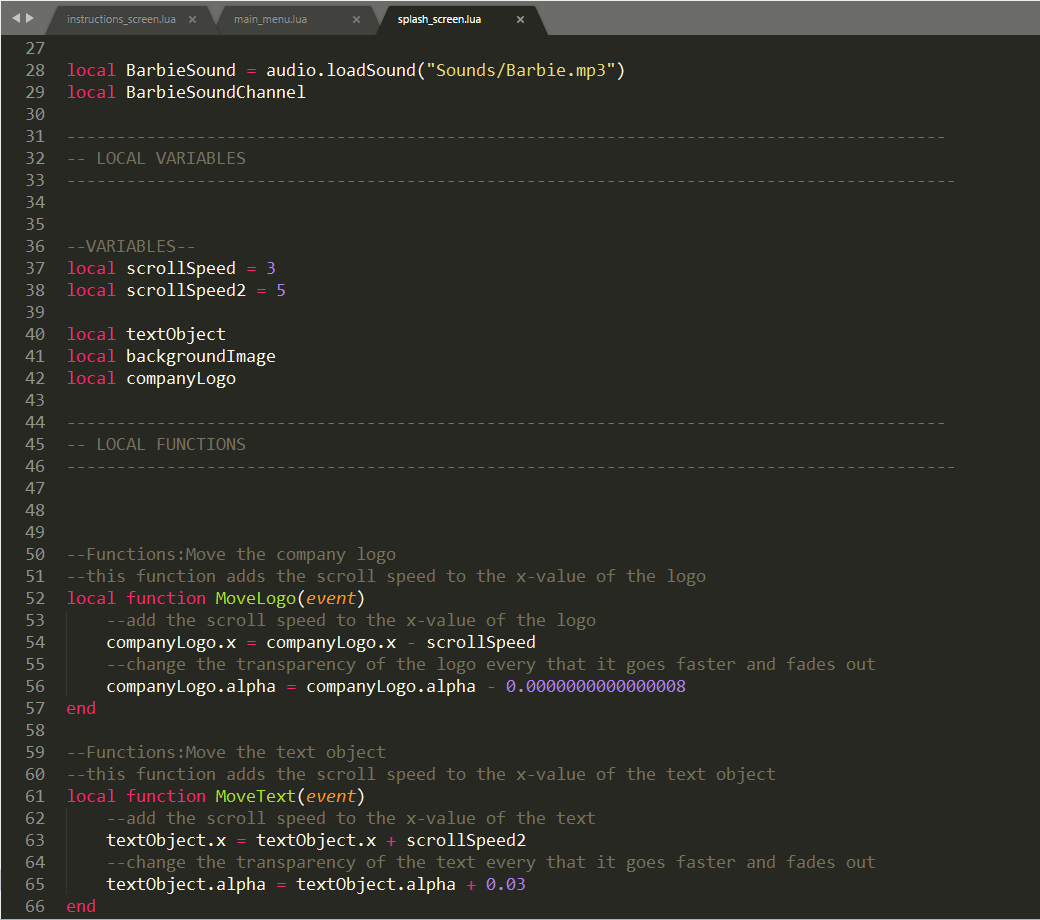 instructions_screen.lua × main_menu.lua × splash_screen.lua ×
27
28 local BarbieSound = audio.loadSound("Sounds/Barbie.mp3")
29 local BarbieSoundChannel
30
31 ----------------------------------------------------------------------------------------
32 -- LOCAL VARIABLES
33 -----------------------------------------------------------------------------------------
34
35
36 --VARIABLES--
37 local scrollSpeed = 3
38 local scrollSpeed2 = 5
39
40 local textObject
41 local backgroundImage
42 local companyLogo
43
44 ----------------------------------------------------------------------------------------
45 -- LOCAL FUNCTIONS
46 -----------------------------------------------------------------------------------------
47
48
49
50 --Functions:Move the company logo
51 --this function adds the scroll speed to the x-value of the logo
52 local function MoveLogo(event)
53 --add the scroll speed to the x-value of the logo
54 companyLogo.x = companyLogo.x - scrollSpeed
55 --change the transparency of the logo every that it goes faster and fades out
56 companyLogo.alpha = companyLogo.alpha - 0.0000000000000008
57 end
58
59 --Functions:Move the text object
60 --this function adds the scroll speed to the x-value of the text object
61 local function MoveText(event)
62 --add the scroll speed to the x-value of the text
63 textObject.x = textObject.x + scrollSpeed2
64 --change the transparency of the text every that it goes faster and fades out
65 textObject.alpha = textObject.alpha + 0.03
66 end